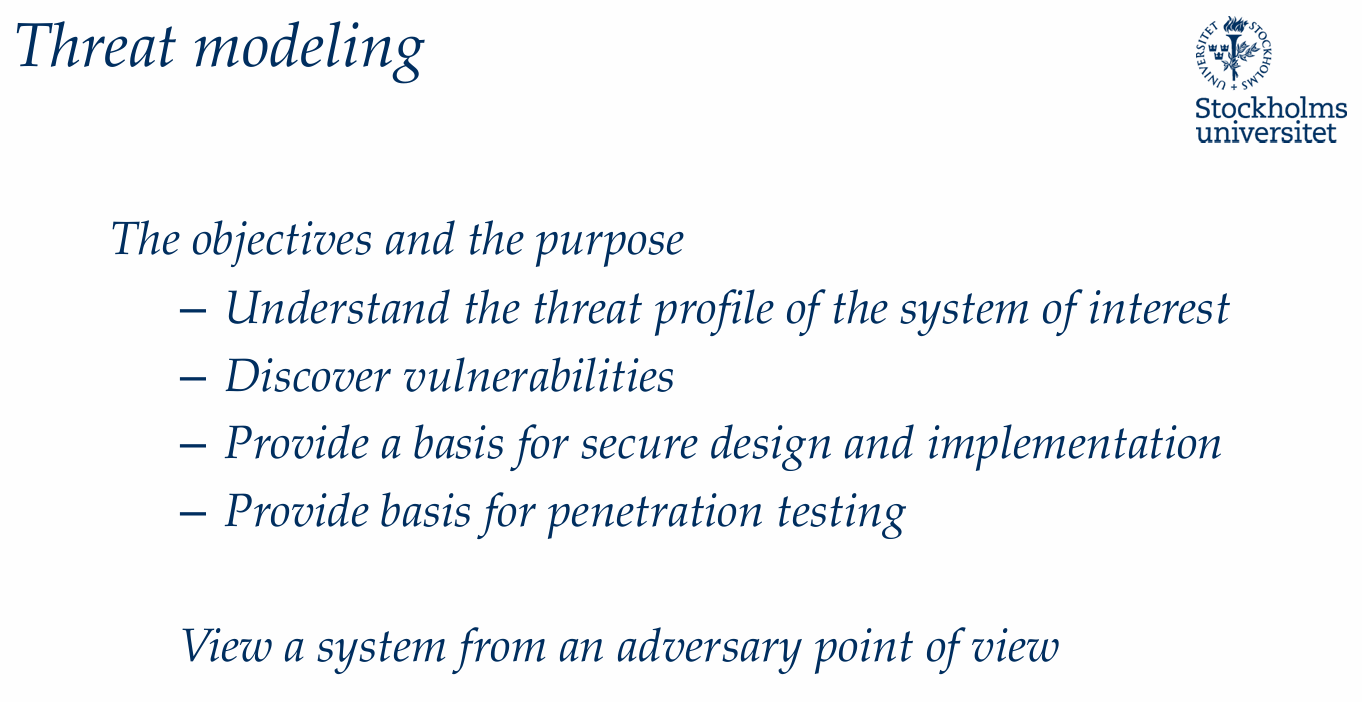 Threat modeling
UNIVERSITET STOCKHOLMS
Stockholms
universitet
The objectives and the purpose
– Understand the threat profile of the system of interest
– Discover vulnerabilities
– Provide a basis for secure design and implementation
– Provide basis for penetration testing
View a system from an adversary point of view